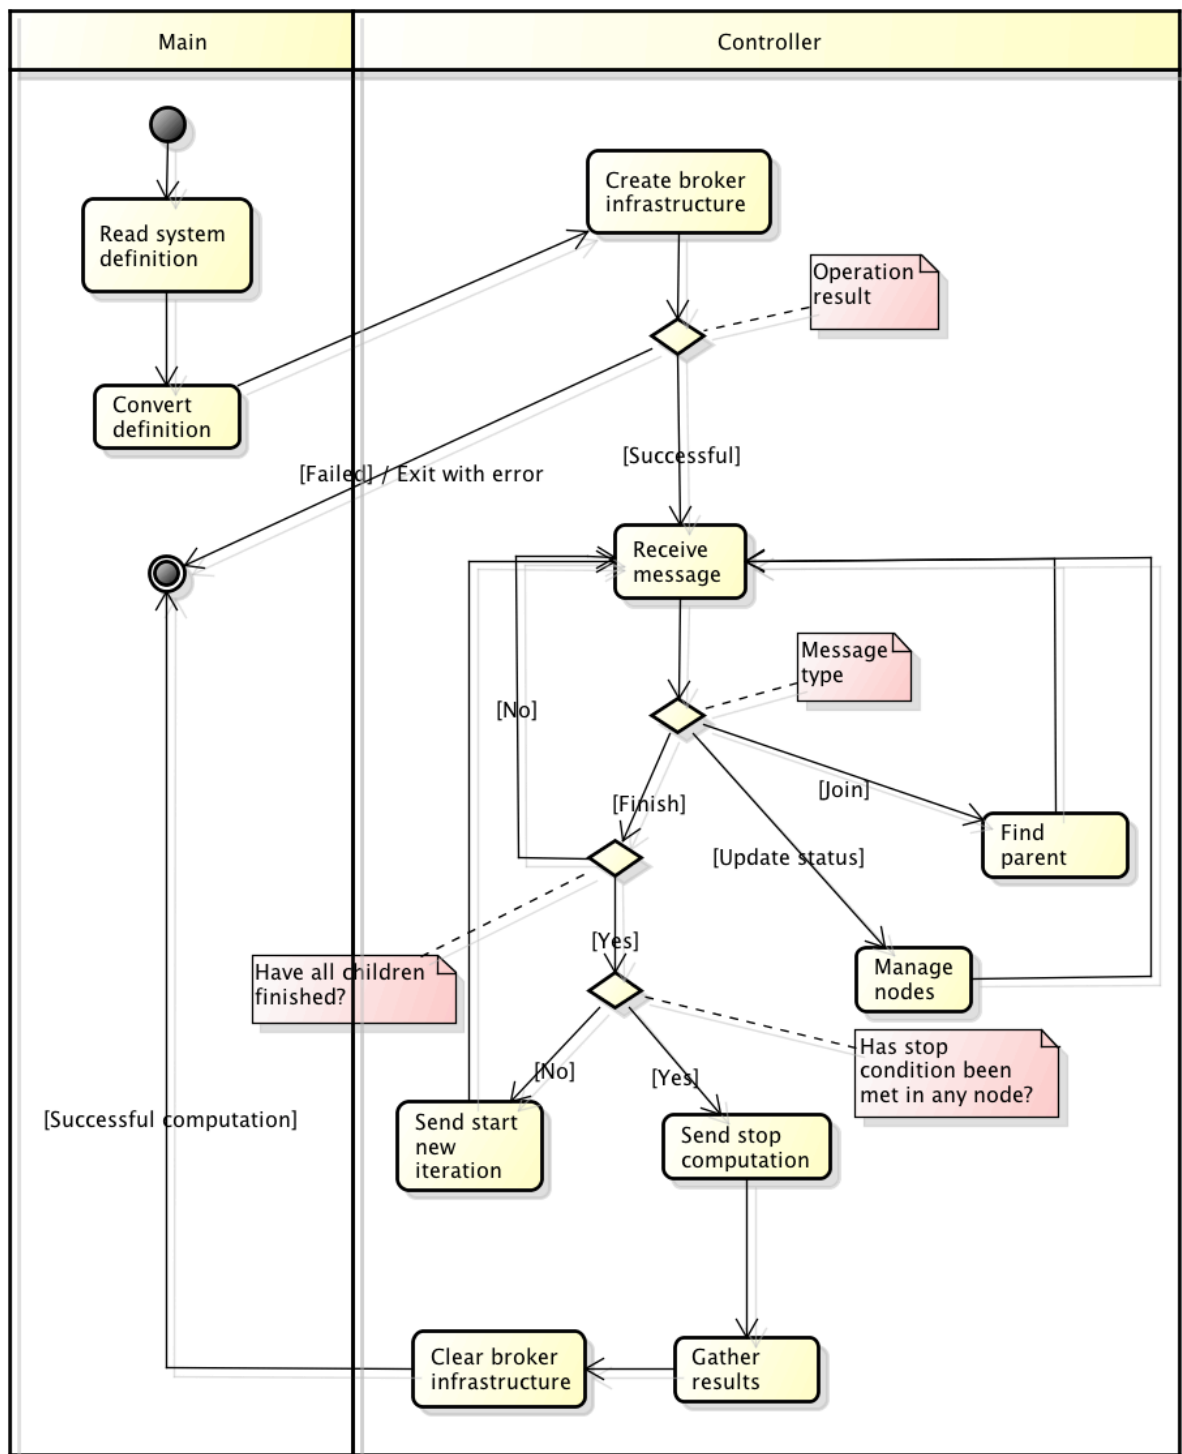 Main
Controller
Create broker
infrastructure
Read system
definition
Operation
result
Convert
definition
[Successful]
[Failed] / Exit with error
Receive
message
Message
type
[No]
[Join]
[Finish]
Find
parent
[Update status]
[Yes]
Have all children
finished?
Manage
nodes
Has stop
condition been
met in any node?
[No]
[Yes]
[Successful computation]
Send start
new
iteration
Send stop
computation
Clear broker
infrastructure
Gather
results